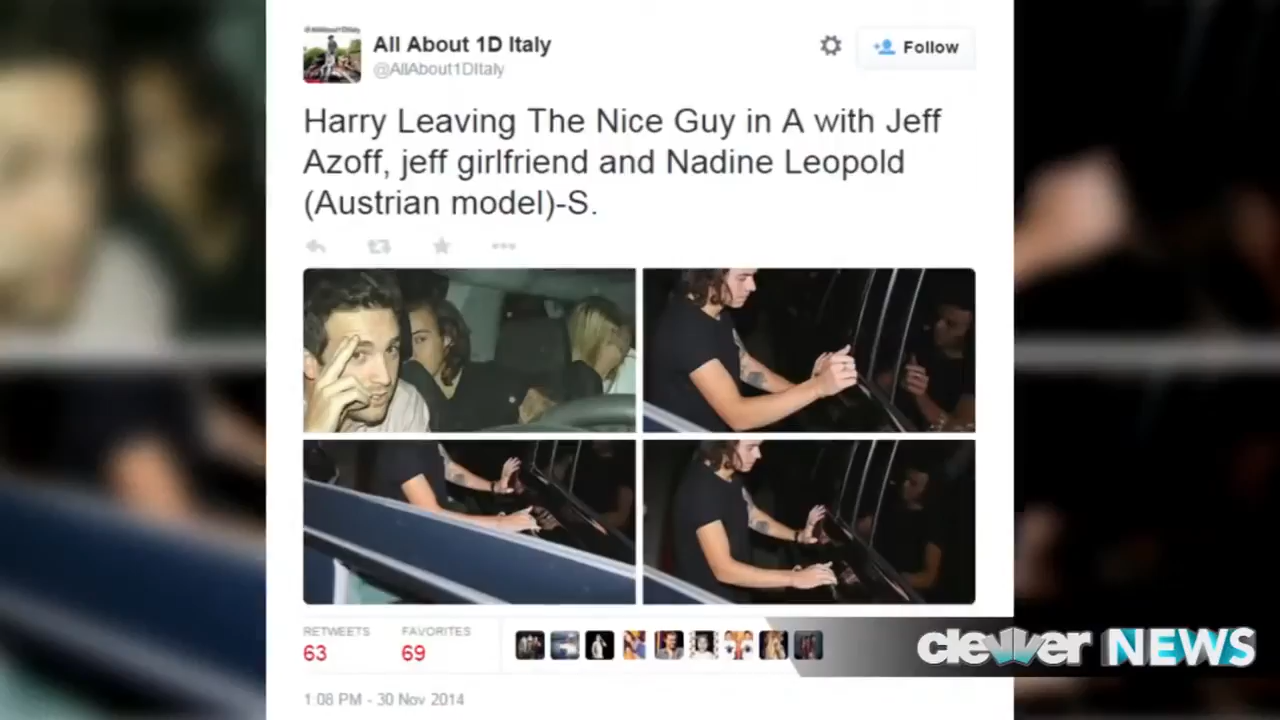 All About 1D Italy
@AllAbout1DItaly
Follow
Harry Leaving The Nice Guy in A with Jeff
Azoff, jeff girlfriend and Nadine Leopold
(Austrian model)-S.
RETWEETS
FAVORITES
63
69
clevver NEWS
1:08 PM - 30 Nov 2014